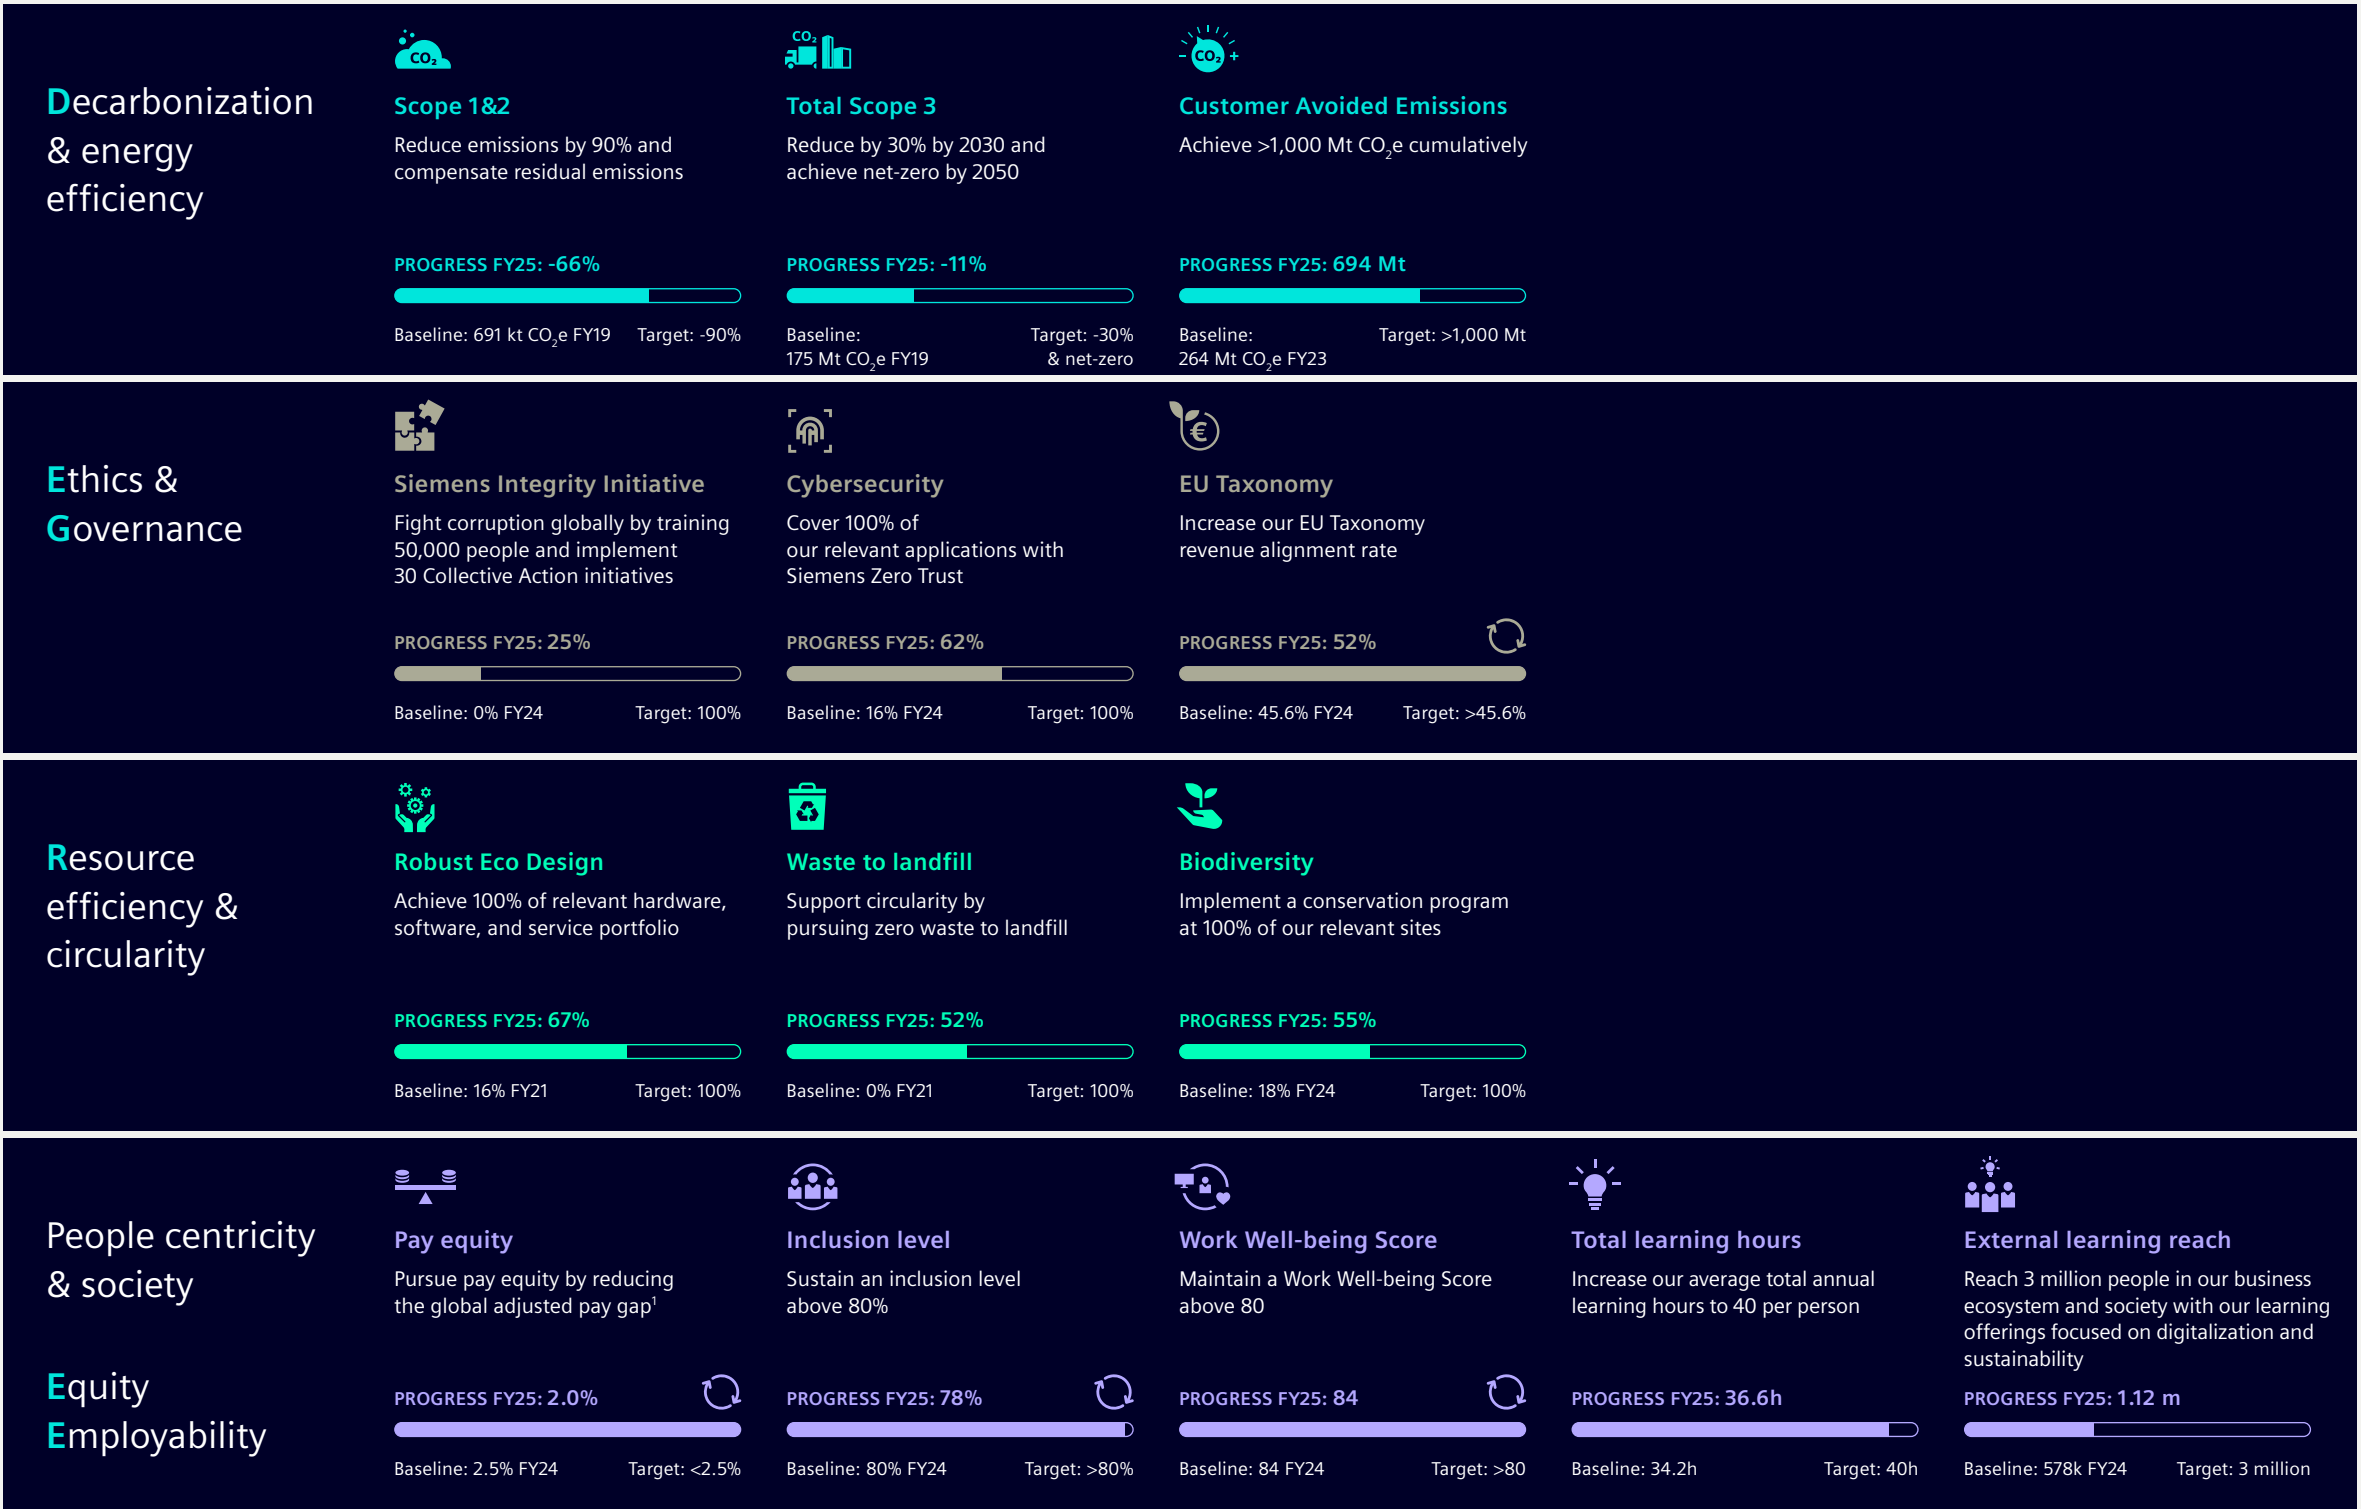 Decarbonization
& energy
efficiency
CO₂
Scope 1&2
Reduce emissions by 90% and
compensate residual emissions
PROGRESS FY25: -66%
Baseline: 691 kt CO₂e FY19 Target: -90%
CO₂
Total Scope 3
Reduce by 30% by 2030 and
achieve net-zero by 2050
PROGRESS FY25: -11%
Baseline: Target: -30%
175 Mt CO₂e FY19 & net-zero
- CO₂ +
Customer Avoided Emissions
Achieve >1,000 Mt CO₂e cumulatively
PROGRESS FY25: 694 Mt
Baseline: Target: >1,000 Mt
264 Mt CO₂e FY23
Ethics &
Governance
Siemens Integrity Initiative
Fight corruption globally by training
50,000 people and implement
30 Collective Action initiatives
PROGRESS FY25: 25%
Baseline: 0% FY24 Target: 100%
Cybersecurity
Cover 100% of
our relevant applications with
Siemens Zero Trust
PROGRESS FY25: 62%
Baseline: 16% FY24 Target: 100%
€
EU Taxonomy
Increase our EU Taxonomy
revenue alignment rate
PROGRESS FY25: 52%
Baseline: 45.6% FY24 Target: >45.6%
Resource
efficiency &
circularity
Robust Eco Design
Achieve 100% of relevant hardware,
software, and service portfolio
PROGRESS FY25: 67%
Baseline: 16% FY21 Target: 100%
Waste to landfill
Support circularity by
pursuing zero waste to landfill
PROGRESS FY25: 52%
Baseline: 0% FY21 Target: 100%
Biodiversity
Implement a conservation program
at 100% of our relevant sites
PROGRESS FY25: 55%
Baseline: 18% FY24 Target: 100%
People centricity
& society
Equity
Employability
Pay equity
Pursue pay equity by reducing
the global adjusted pay gap¹
PROGRESS FY25: 2.0%
Baseline: 2.5% FY24 Target: <2.5%
Inclusion level
Sustain an inclusion level
above 80%
PROGRESS FY25: 78%
Baseline: 80% FY24 Target: >80%
Work Well-being Score
Maintain a Work Well-being Score
above 80
PROGRESS FY25: 84
Baseline: 84 FY24 Target: >80
Total learning hours
Increase our average total annual
learning hours to 40 per person
PROGRESS FY25: 36.6h
Baseline: 34.2h Target: 40h
External learning reach
Reach 3 million people in our business
ecosystem and society with our learning
offerings focused on digitalization and
sustainability
PROGRESS FY25: 1.12 m
Baseline: 578k FY24 Target: 3 million